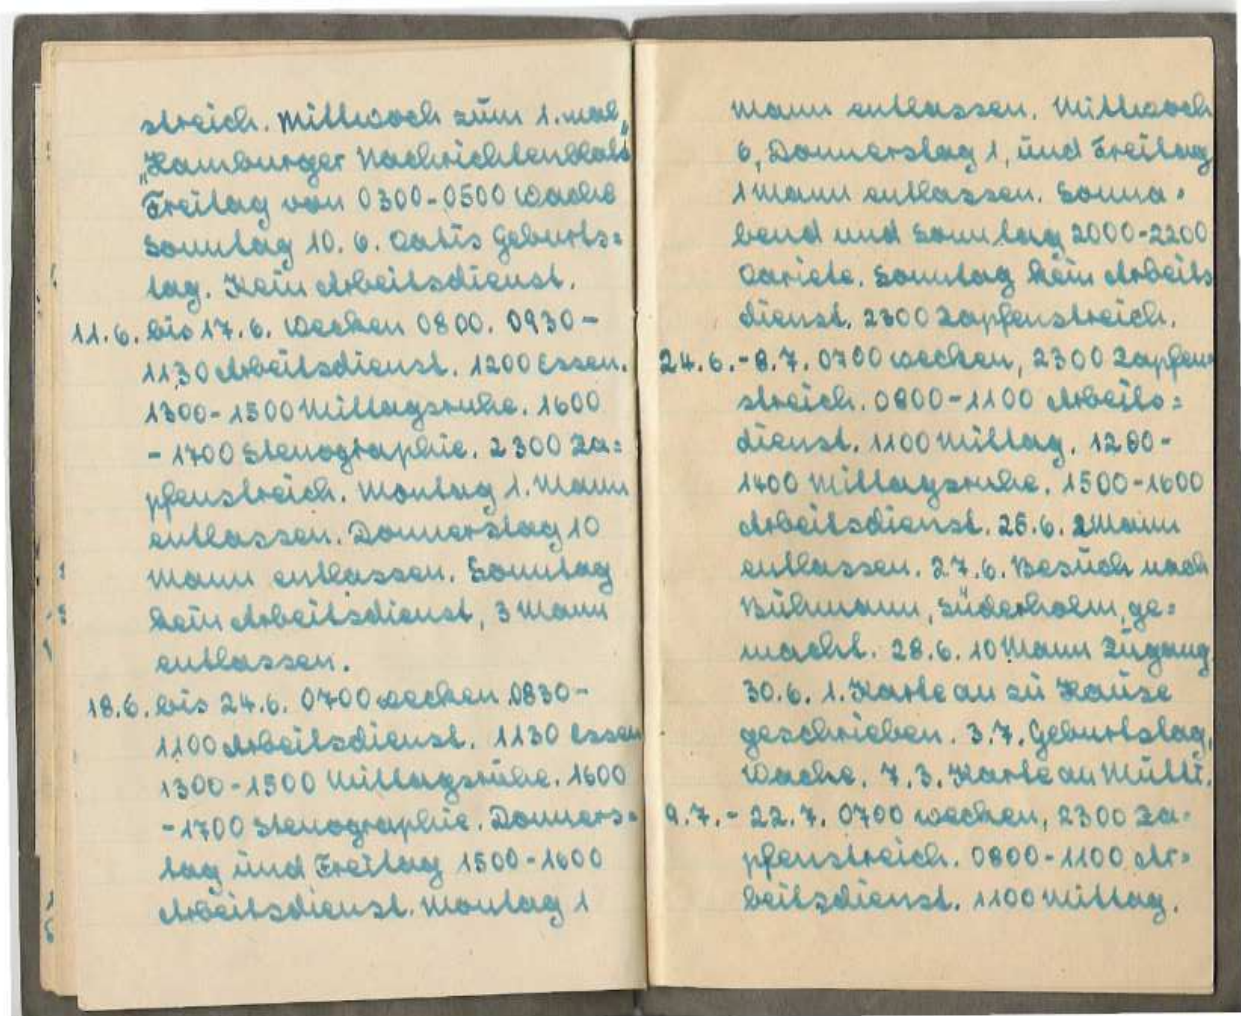 streich. Mittwoch zum 1. mal
„Hamburger Nachrichtenblatt"
Freitag von 0300-0500 Wache
Sonntag 10. 6. Vatis Geburts=
tag. Kein Arbeitsdienst.
11.6. bis 17.6. Wecken 0800. 0930-
1130 Arbeitsdienst. 1200 Essen.
1300-1500 Mittagsruhe. 1600
-1700 Stenographie. 2300 Za=
pfenstreich. Montag 1. Mann
entlassen. Donnerstag 10
Mann entlassen. Sonntag
kein Arbeitsdienst, 3 Mann
entlassen.
18.6. bis 24.6. 0700 wecken 0830-
1100 Arbeitsdienst. 1130 Essen
1300-1500 Mittagsruhe. 1600
-1700 Stenographie. Donners=
tag und Freitag 1500-1600
Arbeitsdienst. Montag 1
Mann entlassen. Mittwoch
6, Donnerstag 1, und Freitag
1 Mann entlassen. Sonna=
bend und Sonntag 2000-2200
Variete. Sonntag kein Arbeits
dienst. 2300 Zapfenstreich.
24.6.-8.7. 0700 wecken, 2300 Zapfen
streich. 0800-1100 Arbeits=
dienst. 1100 Mittag. 1200-
1400 Mittagsruhe. 1500-1600
Arbeitsdienst. 26.6. 2 Mann
entlassen. 27.6. Besuch nach
Bühmann, Süderholm, ge=
macht. 28.6. 10 Mann Zugang
30.6. 1. Karte an zu Hause
geschrieben. 3.7. Geburtstag,
Wache. 7.3. Karte an Mutti.
9.7.- 22.7. 0700 wecken, 2300 Za=
pfenstreich. 0800-1100 Ar=
beitsdienst. 1100 Mittag.